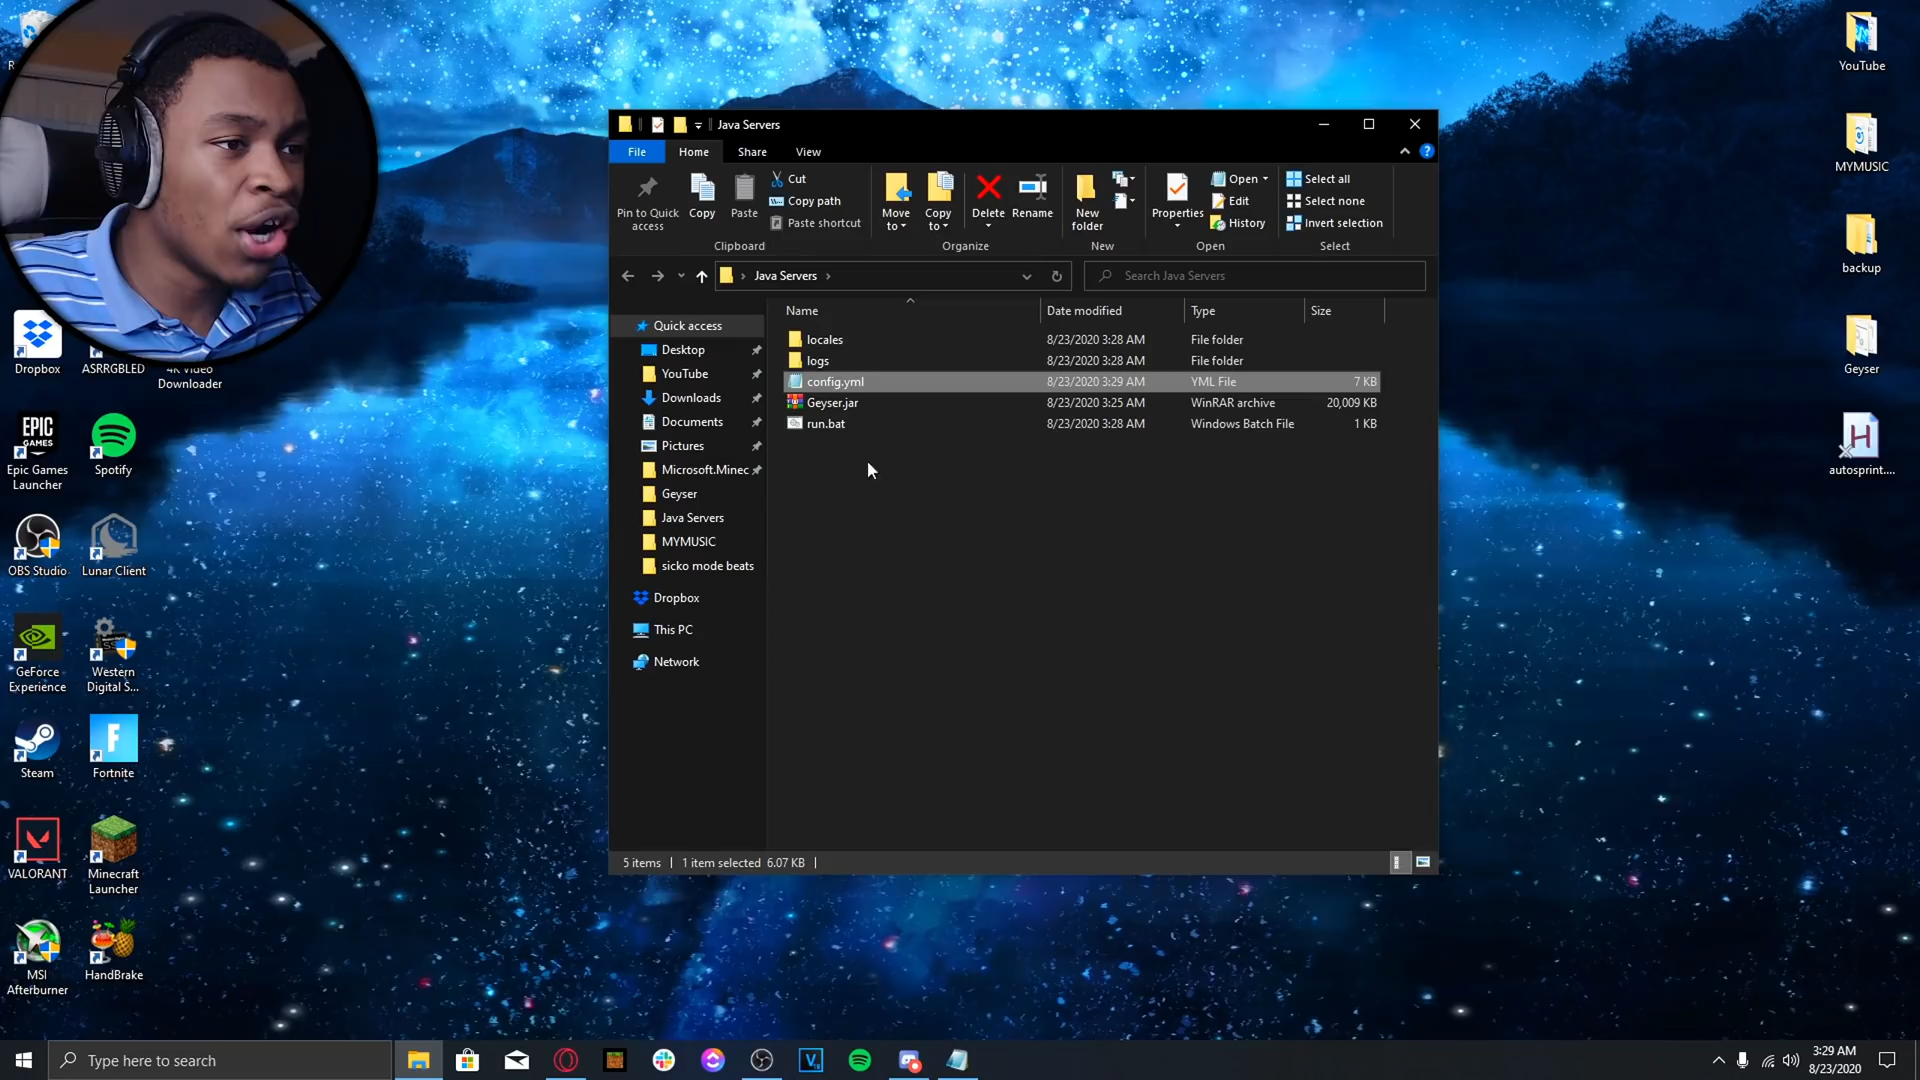 Java Servers
File Home Share View
Pin to Quick access
Copy
Paste
Cut
Copy path
Paste shortcut
Clipboard
Move to
Copy to
Delete
Rename
Organize
New folder
New
Properties
Open
Edit
History
Open
Select all
Select none
Invert selection
Select
Java Servers
Search Java Servers
Name Date modified Type Size
locales 8/23/2020 3:28 AM File folder
logs 8/23/2020 3:28 AM File folder
config.yml 8/23/2020 3:29 AM YML File 7 KB
Geyser.jar 8/23/2020 3:25 AM WinRAR archive 20,009 KB
run.bat 8/23/2020 3:28 AM Windows Batch File 1 KB
Quick access
Desktop
YouTube
Downloads
Documents
Pictures
Microsoft.Minec
Geyser
Java Servers
MYMUSIC
sicko mode beats
Dropbox
This PC
Network
5 items 1 item selected 6.07 KB
R
Dropbox
ASRRGBLED
4K Video Downloader
EPIC GAMES
Epic Games Launcher
Spotify
OBS Studio
Lunar Client
GeForce Experience
Western Digital S...
Steam
Fortnite
VALORANT
Minecraft Launcher
MSI Afterburner
HandBrake
YouTube
MYMUSIC
backup
Geyser
autosprint....
Type here to search
3:29 AM
8/23/2020